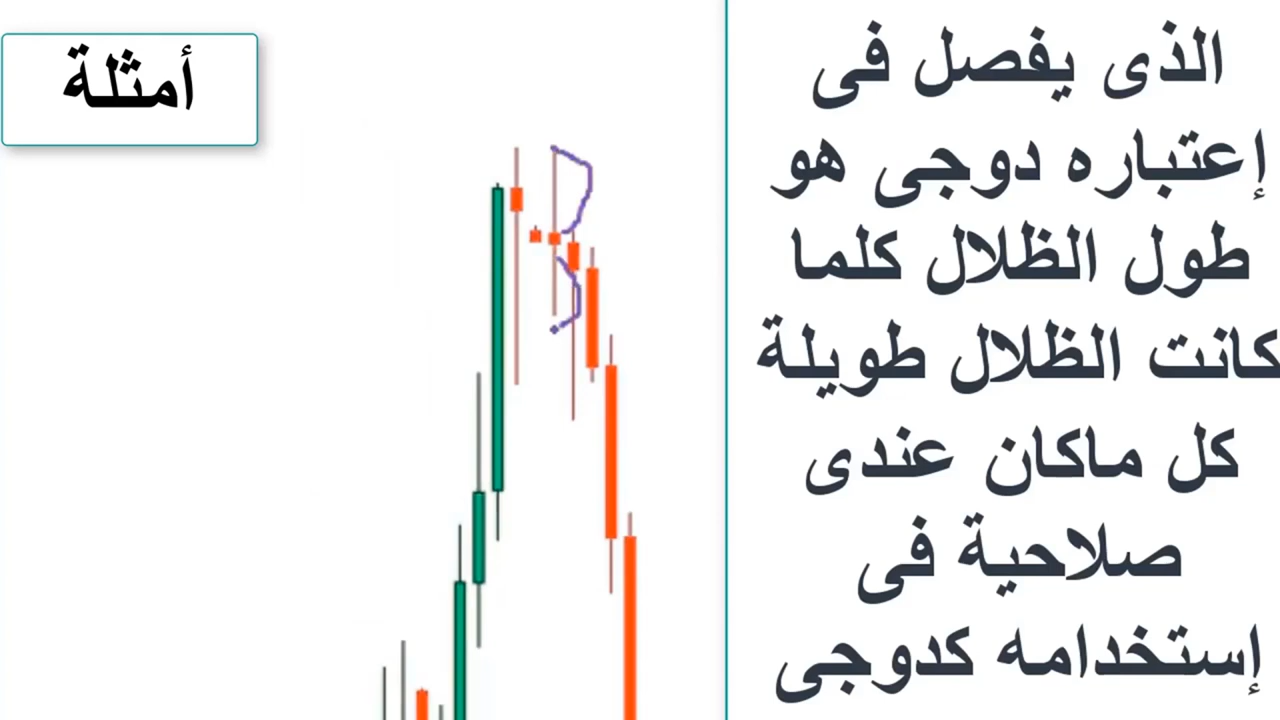 أمثلة
الذى يفصل فى
إعتباره دوجى هو
طول الظلال كلما
كانت الظلال طويلة
كل ماكان عندى
صلاحية فى
إستخدامه كدوجى